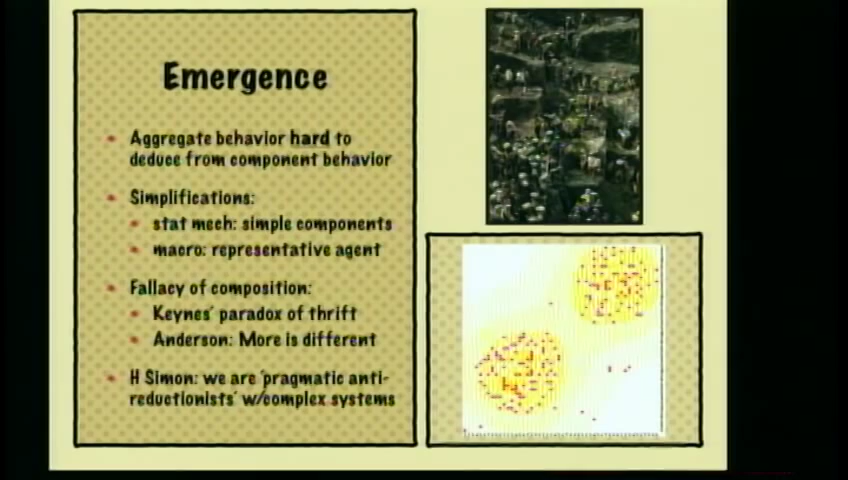 Emergence
Aggregate behavior hard to
deduce from component behavior
Simplifications:
stat mech: simple components
macro: representative agent
Fallacy of composition:
Keynes' paradox of thrift
Anderson: More is different
H Simon: we are 'pragmatic anti-
reductionists' w/complex systems